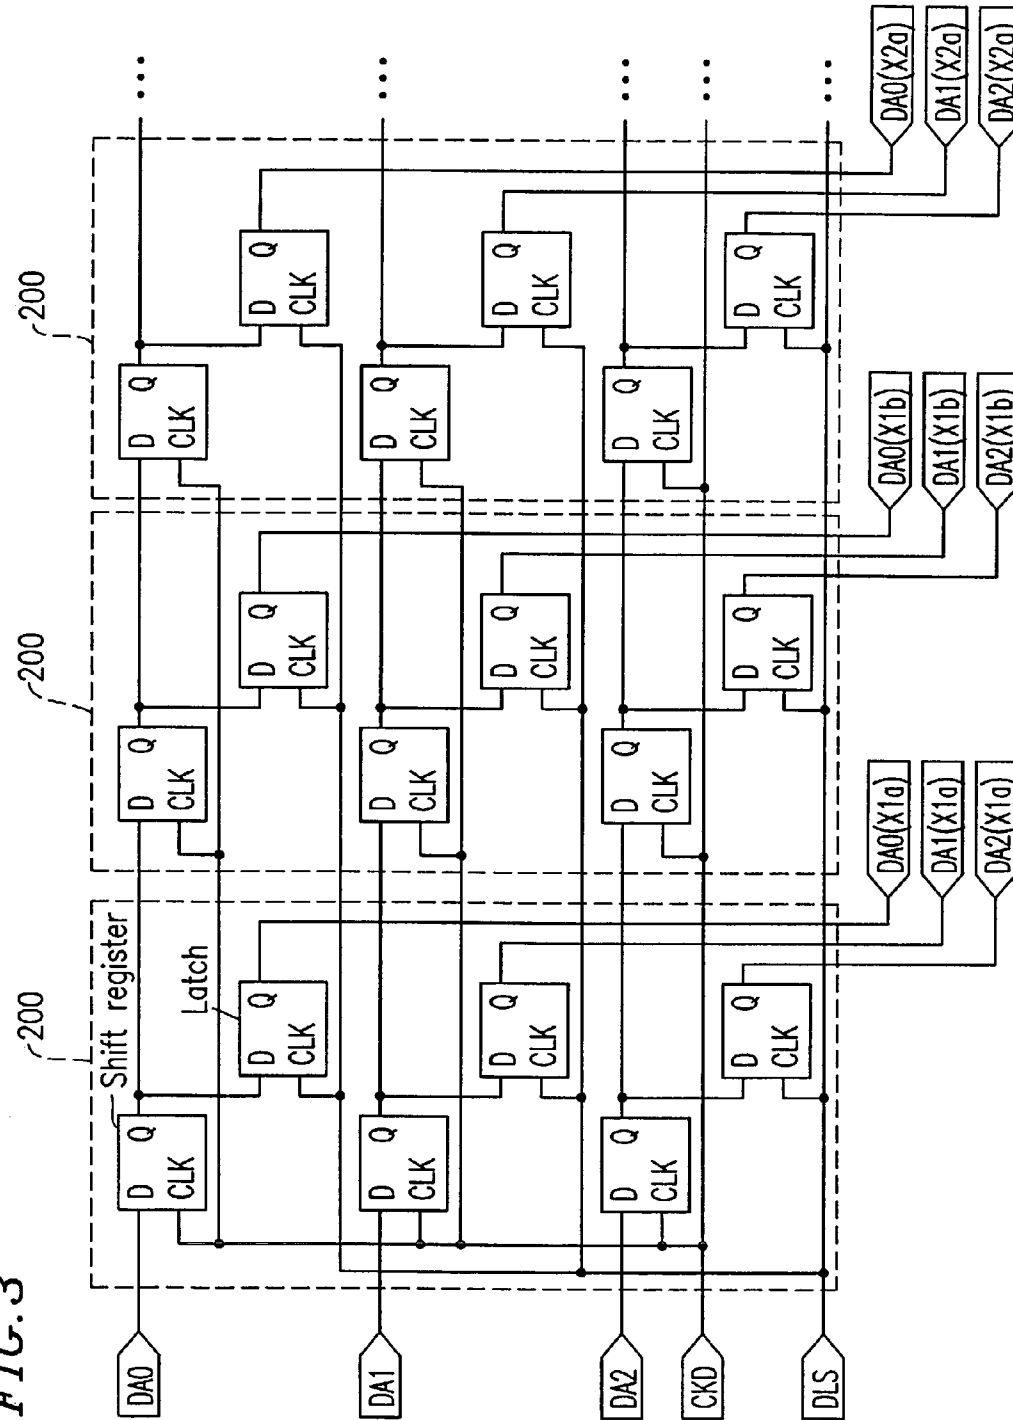 FIG.3
200
200
200
Shift register
DA0
D Q
D Q
D Q
CLK
CLK
CLK
Latch
D Q
D Q
D Q
CLK
CLK
CLK
DA1
D Q
D Q
D Q
CLK
CLK
CLK
D Q
D Q
D Q
CLK
CLK
CLK
DA2
D Q
D Q
D Q
CLK
CLK
CLK
CKD
D Q
D Q
D Q
CLK
CLK
CLK
DLS
DA0(X1a)
DA0(X1b)
DA0(X2a)
DA1(X1a)
DA1(X1b)
DA1(X2a)
DA2(X1a)
DA2(X1b)
DA2(X2a)